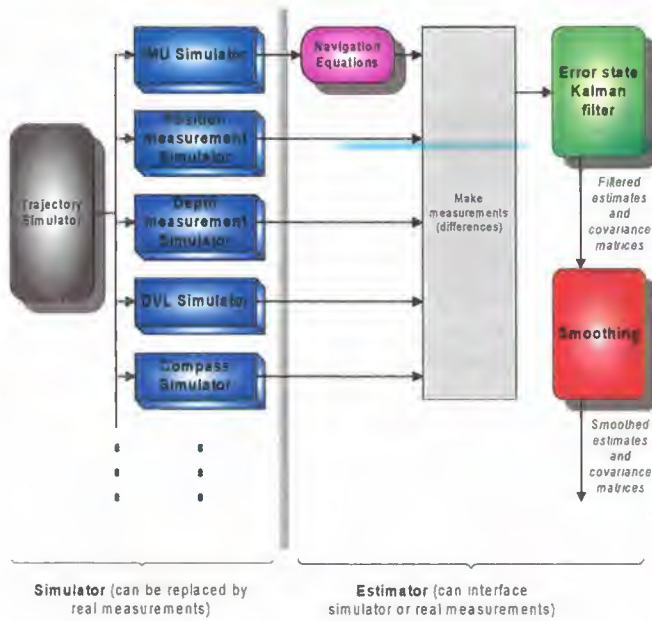 IMU Simulator
Navigation
Equations
Error state
Kalman
filter
Position
measurement
Simulator
Trajectory
Simulator
Depth
measurement
Simulator
Make
measurements
(differences)
Filtered
estimates
and
covariance
matrices
DVL Simulator
Smoothing
Compass
Simulator
Smoothed
estimates
and
covariance
matrices
Simulator (can be replaced by
real measurements)
Estimator (can interface
simulator or real measurements)